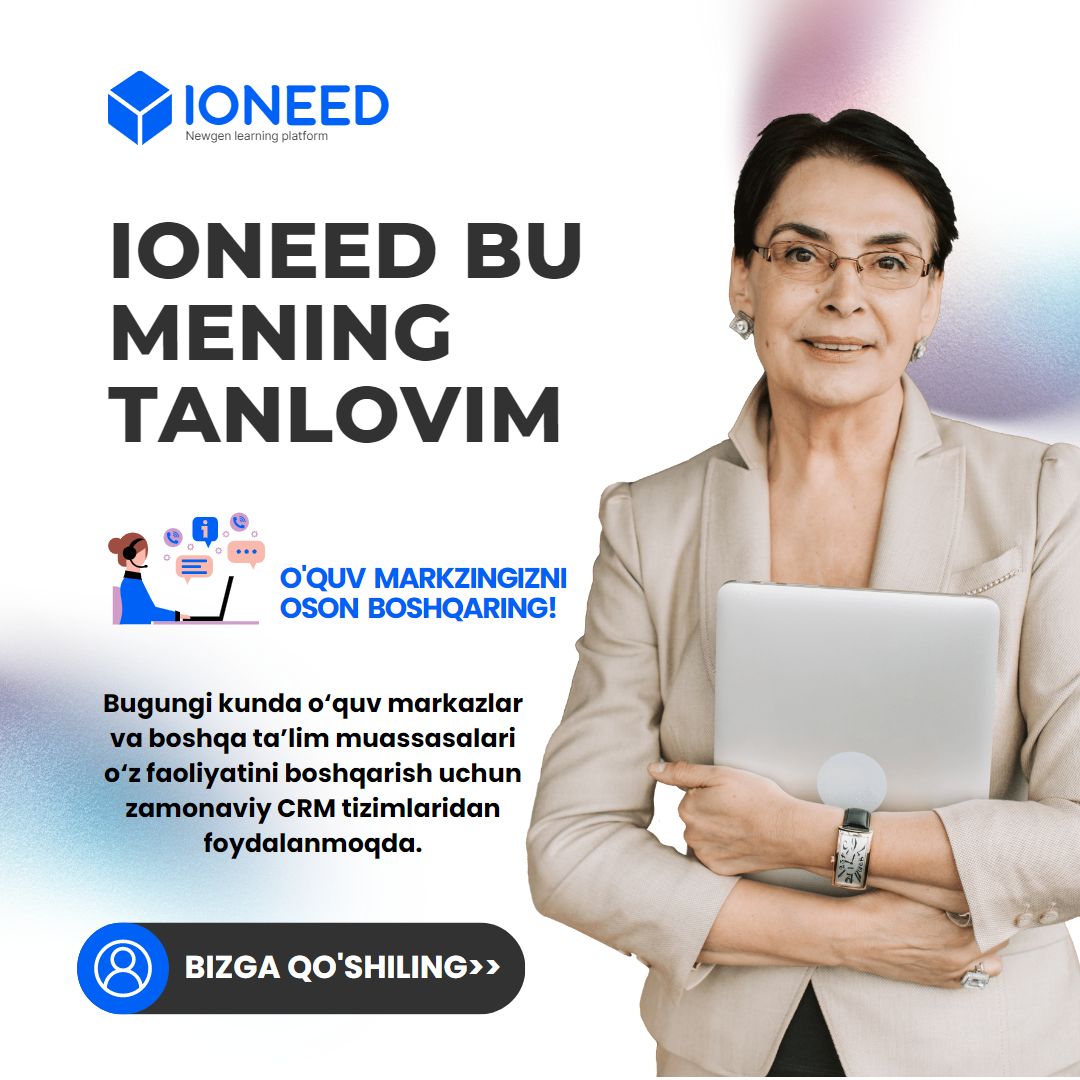 IONEED
Newgen learning platform
IONEED BU
MENING
TANLOVIM
O'QUV MARKZINGIZNI
OSON BOSHQARING!
Bugungi kunda o‘quv markazlar
va boshqa ta’lim muassasalari
o‘z faoliyatini boshqarish uchun
zamonaviy CRM tizimlaridan
foydalanmoqda.
BIZGA QO'SHILING>>